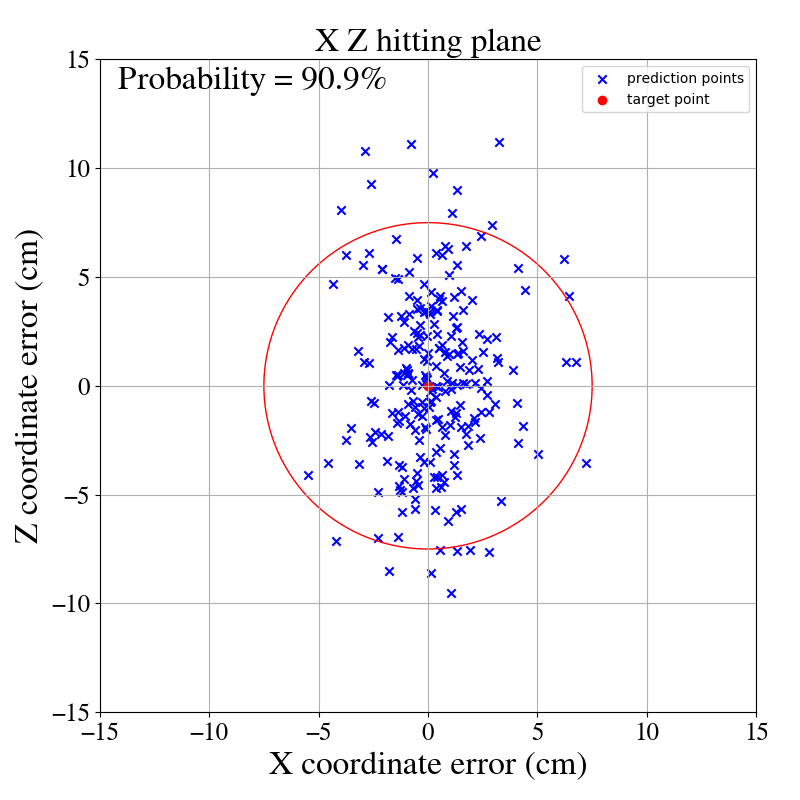 X Z hitting plane
Probability = 90.9%
prediction points
target point
Z coordinate error (cm)
15
10
5
0
−5
−10
−15
−15 −10 −5 0 5 10 15
X coordinate error (cm)